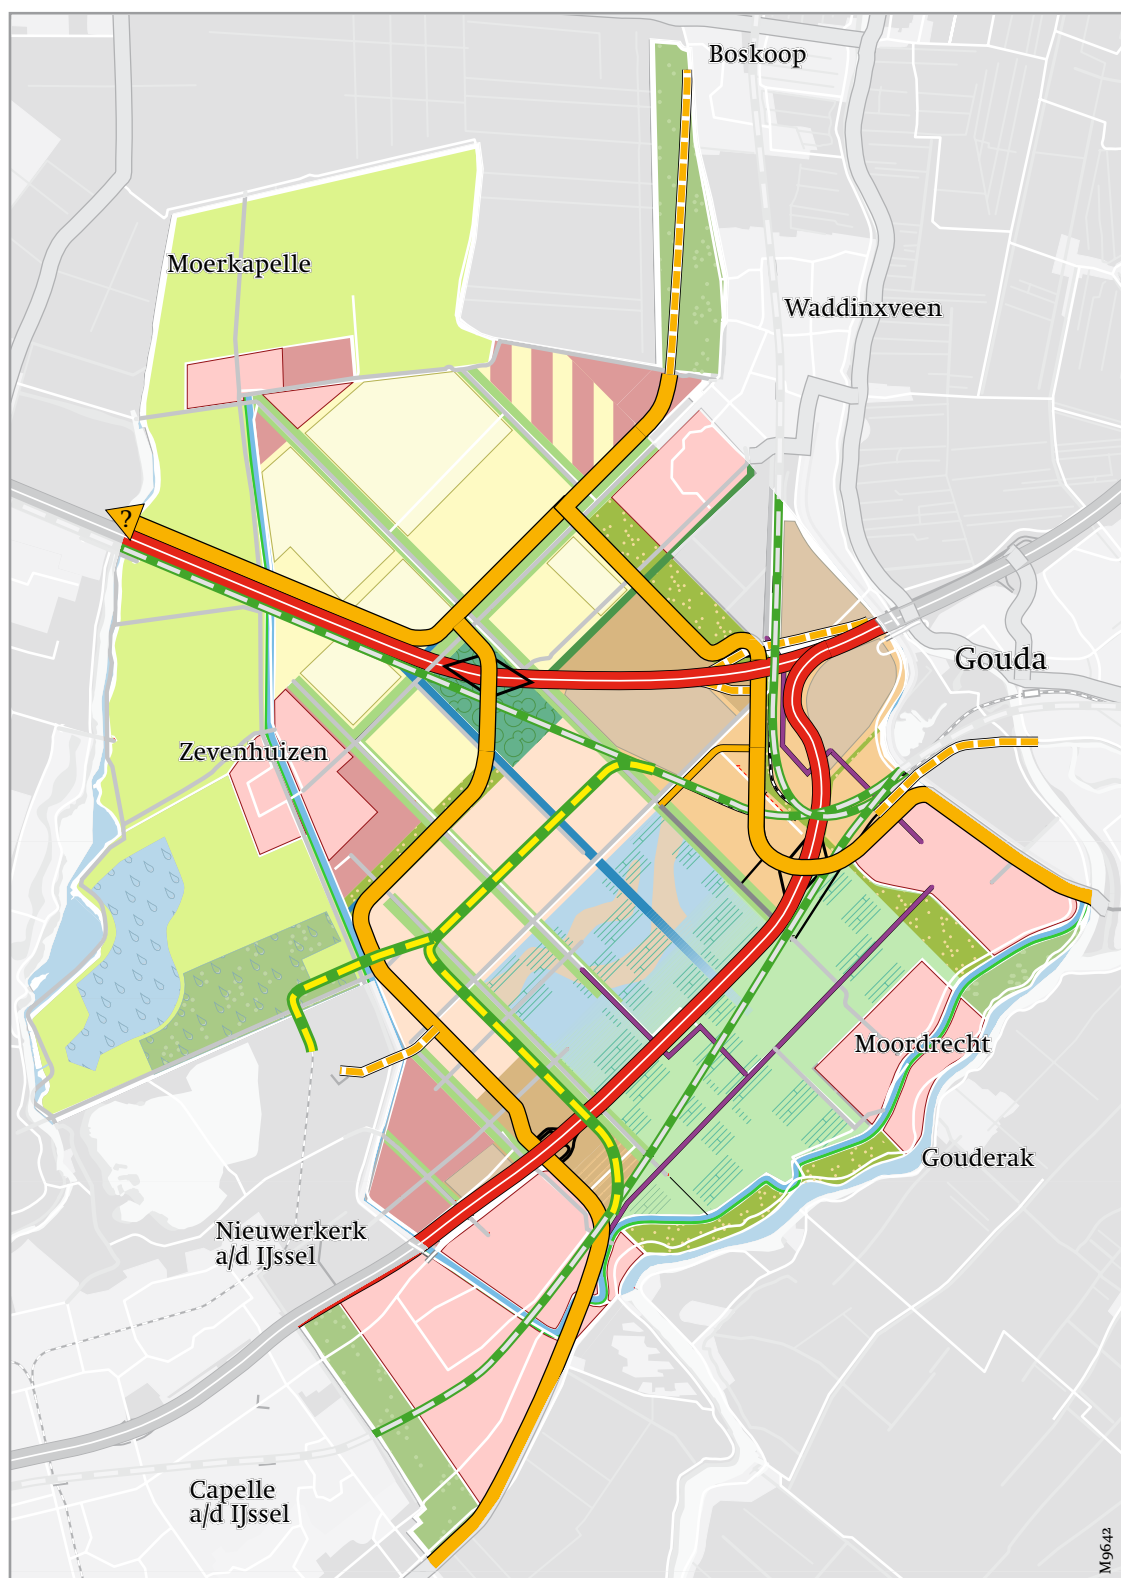 Boskoop
Moerkapelle
Waddinxveen
?
Gouda
Zevenhuizen
Moordrecht
Gouderak
Nieuwerkerk
a/d IJssel
Capelle
a/d IJssel
M9642